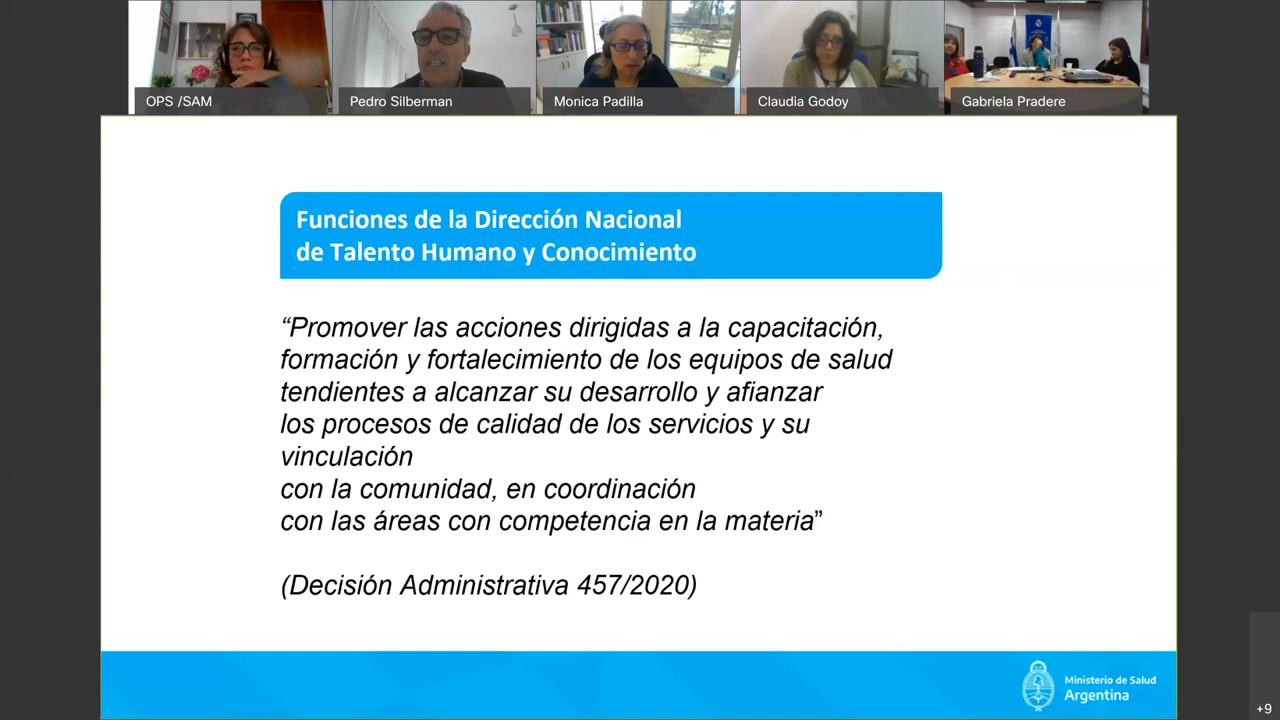 OPS /SAM
Pedro Silberman
Monica Padilla
Claudia Godoy
Gabriela Pradere
Funciones de la Dirección Nacional
de Talento Humano y Conocimiento
“Promover las acciones dirigidas a la capacitación,
formación y fortalecimiento de los equipos de salud
tendientes a alcanzar su desarrollo y afianzar
los procesos de calidad de los servicios y su
vinculación
con la comunidad, en coordinación
con las áreas con competencia en la materia”
(Decisión Administrativa 457/2020)
Ministerio de Salud
Argentina
+9